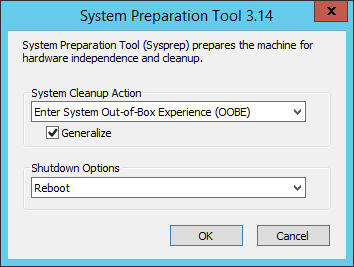 System Preparation Tool 3.14
System Preparation Tool (Sysprep) prepares the machine for
hardware independence and cleanup.
System Cleanup Action
Enter System Out-of-Box Experience (OOBE)
Generalize
Shutdown Options
Reboot
OK
Cancel